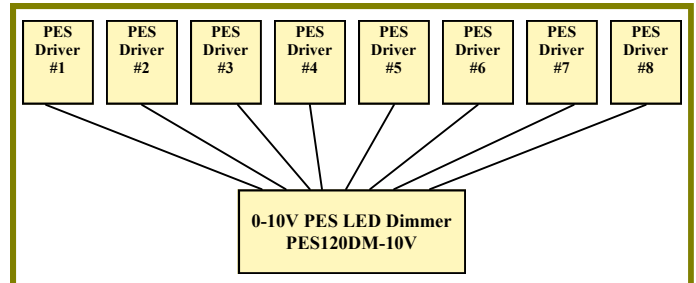 PES
Driver
#1
PES
Driver
#2
PES
Driver
#3
PES
Driver
#4
PES
Driver
#5
PES
Driver
#6
PES
Driver
#7
PES
Driver
#8
0-10V PES LED Dimmer
PES120DM-10V